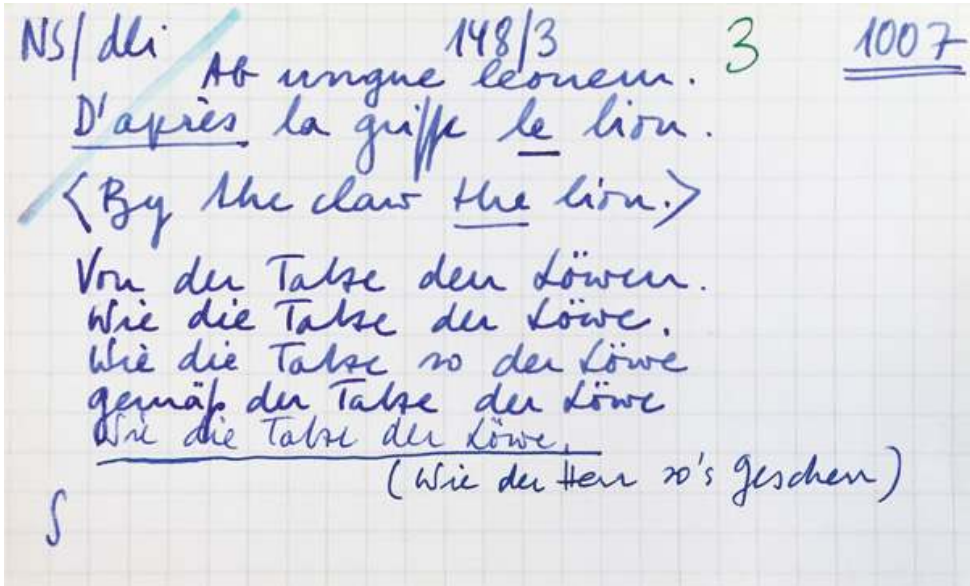 NS/dli 148/3 3 1007
Ab ungue leonem.
D'après la griffe le lion.
<By the claw the lion.>
Von der Tatze den Löwen.
Wie die Tatze der Löwe.
Wie die Tatze so der Löwe
gemäß der Tatze der Löwe
Wie die Tatze der Löwe.
(Wie der Herr so's Gescherr)